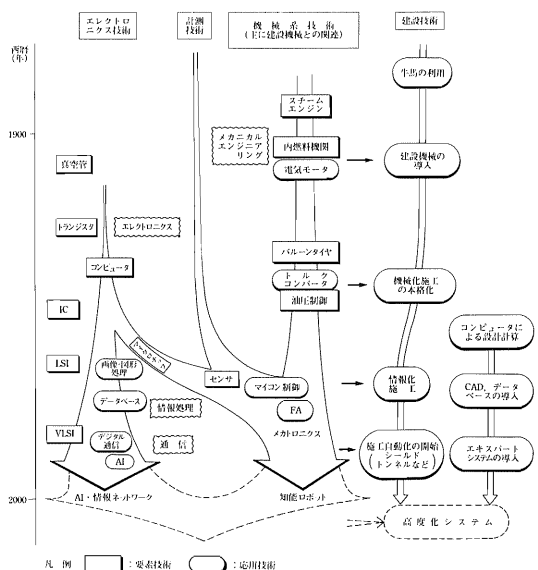 エレクトロ
ニクス技術
計測
技術
機械系技術
(主に建設機械との関連)
建設技術
西暦
(年)
1900
2000
真空管
トランジスタ
エレクトロニクス
コンピュータ
IC
LSI
VLSI
画像・図形
処理
データベース
情報処理
デジタル
通信
通信
AI
AI・情報ネットワーク
センサ
スチーム
エンジン
メカニカル
エンジニア
リング
内燃料機関
電気モータ
バルーンタイヤ
トルク
コンバータ
油圧制御
マイコン制御
FA
メカトロニクス
知能ロボット
牛馬の利用
建設機械の
導入
機械化施工
の本格化
情報化
施工
施工自動化の開始
シールド
(トンネルなど)
コンピュータに
よる設計計算
CAD,データ
ベースの導入
エキスパート
システムの導入
高度化システム
凡例
:要素技術
:応用技術